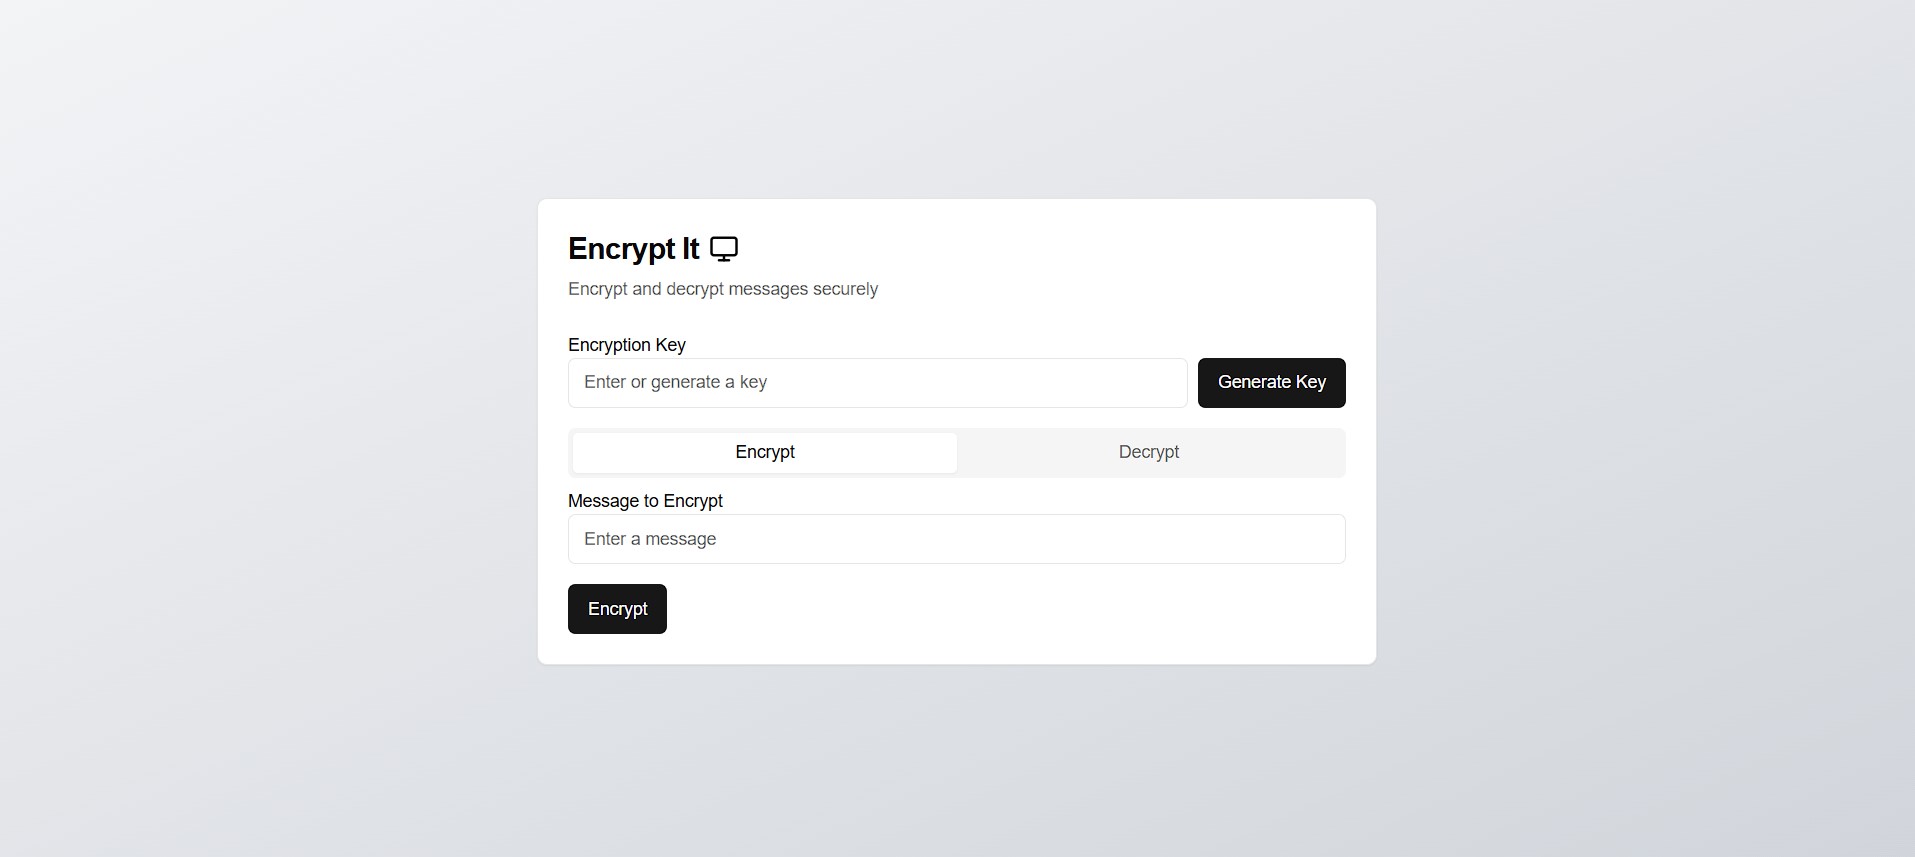 Encrypt It
Encrypt and decrypt messages securely
Encryption Key
Enter or generate a key
Generate Key
Encrypt
Decrypt
Message to Encrypt
Enter a message
Encrypt